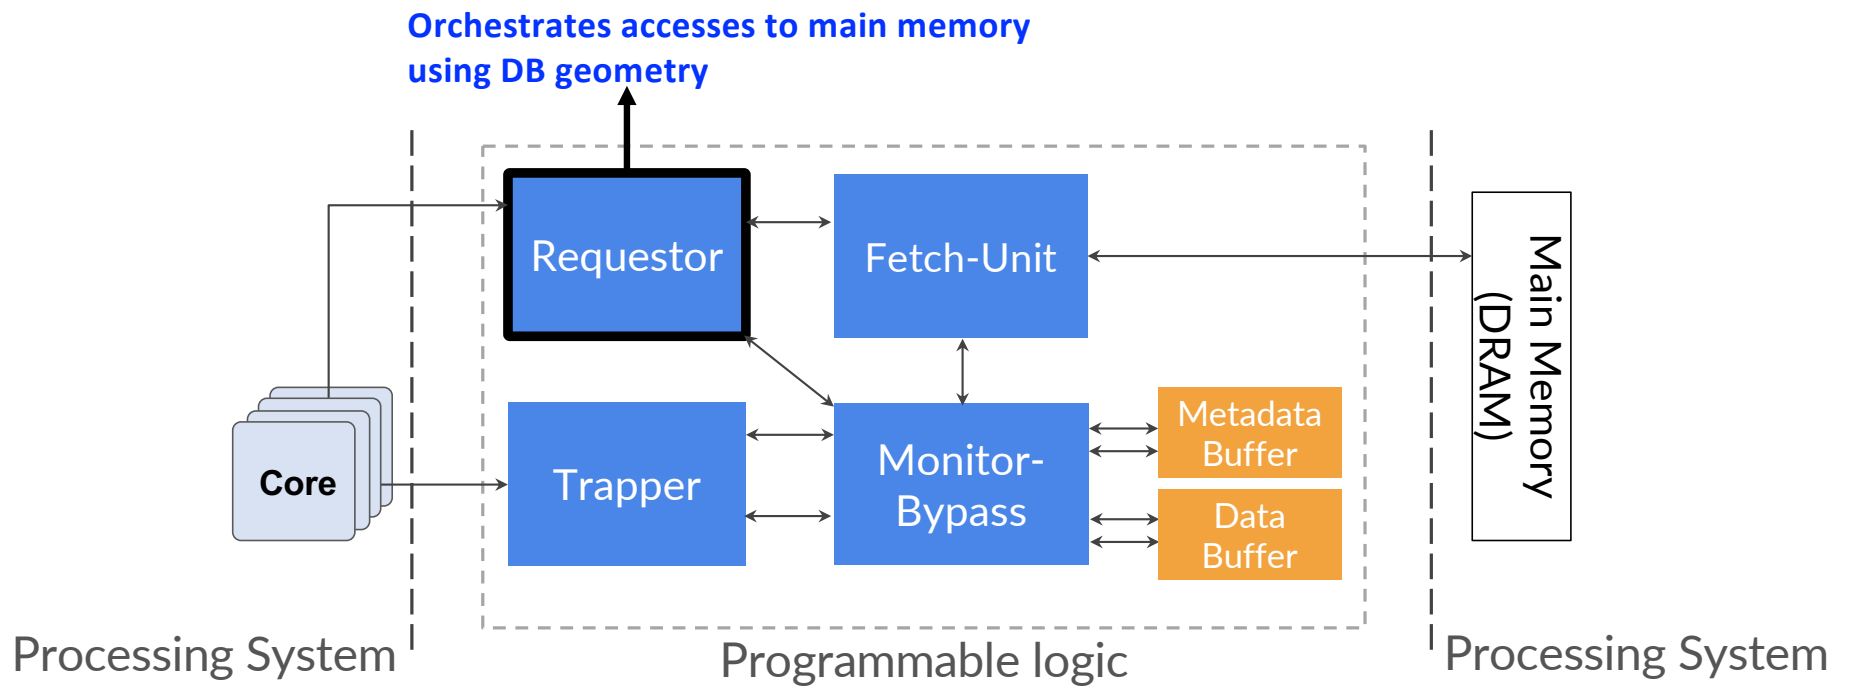 Orchestrates accesses to main memory
using DB geometry
Requestor
Fetch-Unit
Main Memory
(DRAM)
Core
Trapper
Monitor-
Bypass
Metadata
Buffer
Data
Buffer
Processing System
Programmable logic
Processing System